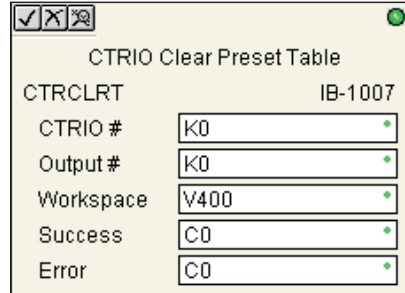 CTRIO Clear Preset Table
CTRCLRT IB-1007
CTRIO # K0
Output # K0
Workspace V400
Success C0
Error C0